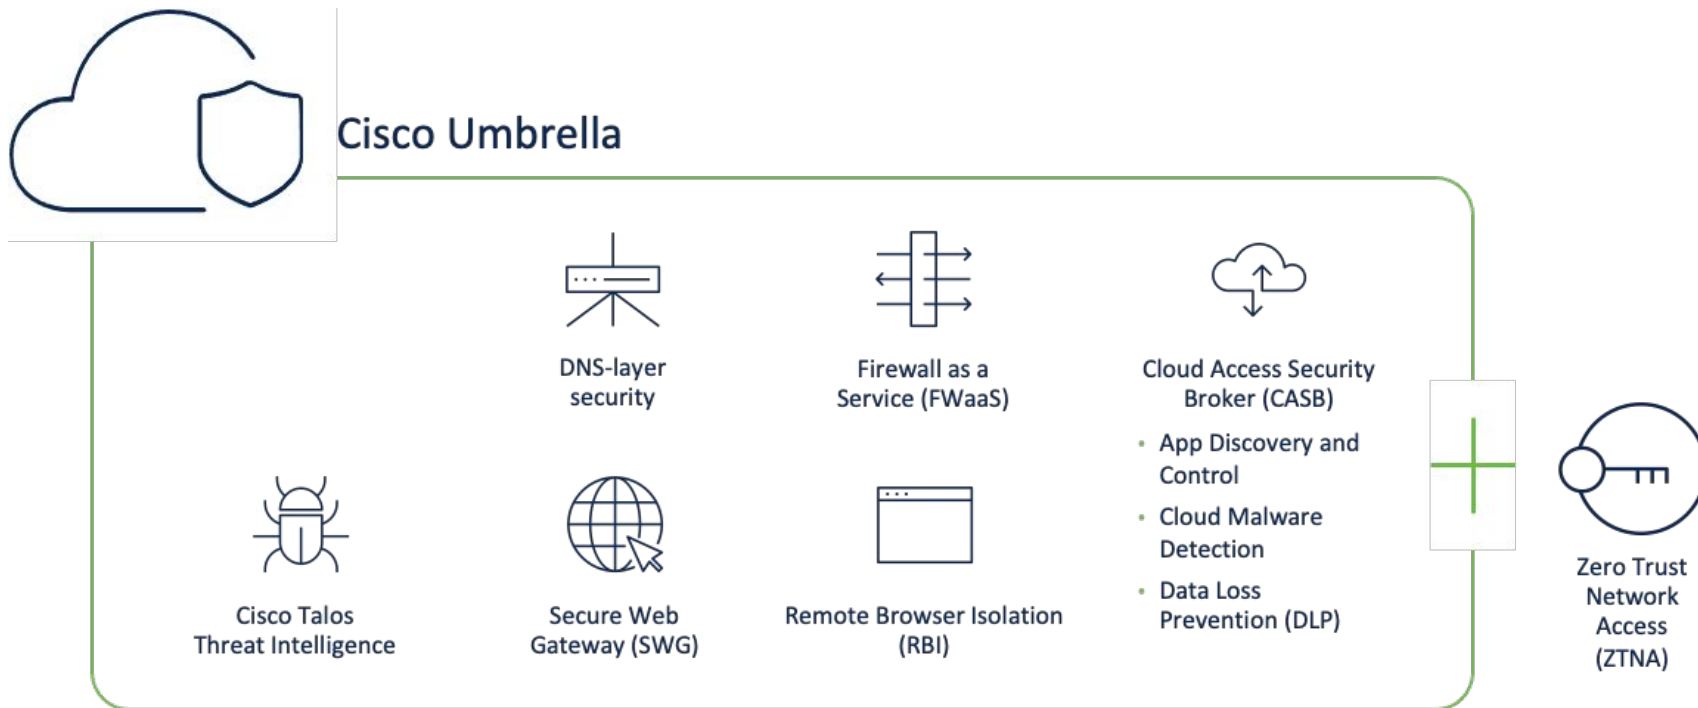 Cisco Umbrella
DNS-layer
security
Firewall as a
Service (FWaaS)
Cloud Access Security
Broker (CASB)
• App Discovery and
Control
• Cloud Malware
Detection
• Data Loss
Prevention (DLP)
Cisco Talos
Threat Intelligence
Secure Web
Gateway (SWG)
Remote Browser Isolation
(RBI)
Zero Trust
Network
Access
(ZTNA)